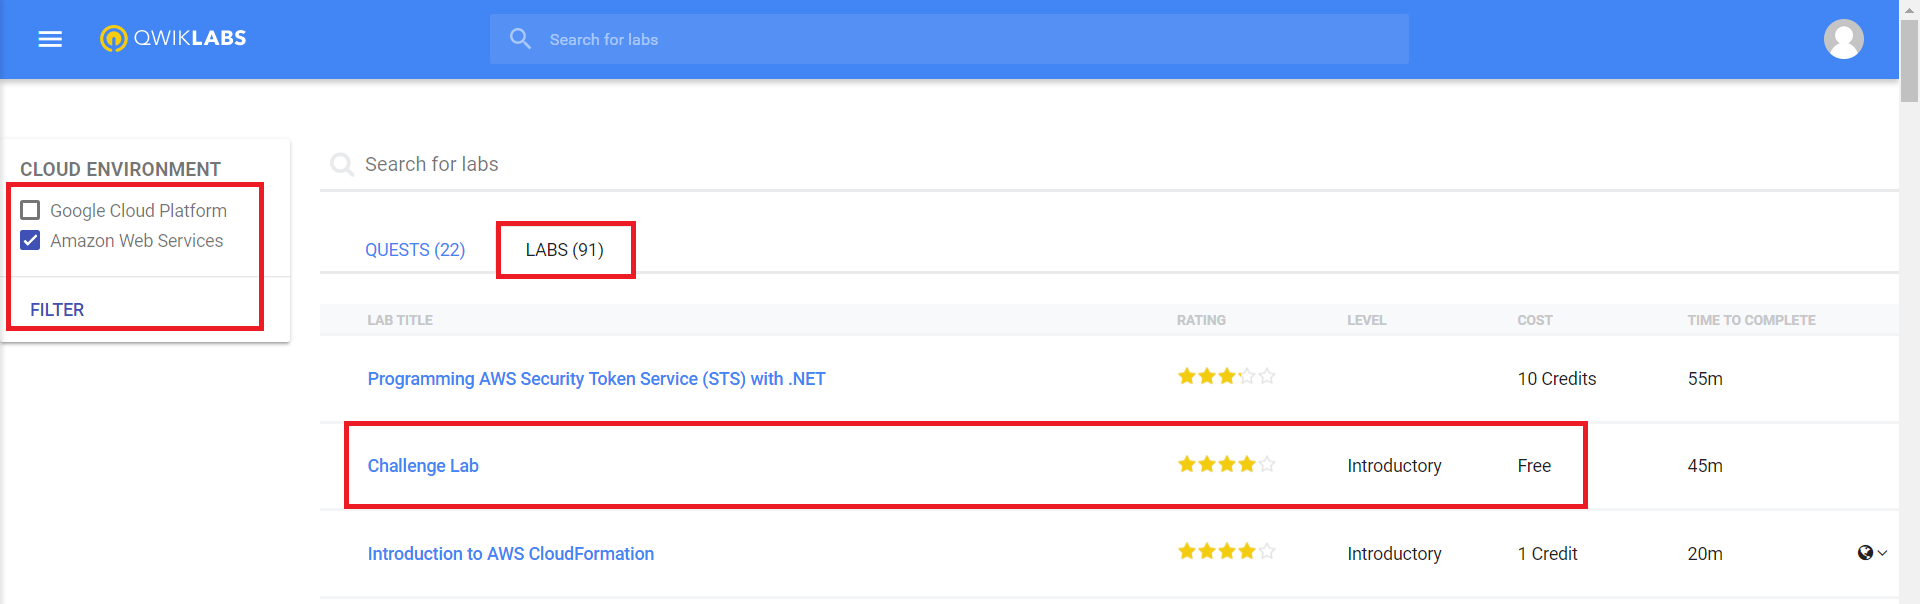 QWIKLABS
Search for labs
CLOUD ENVIRONMENT
Google Cloud Platform
Amazon Web Services
FILTER
Search for labs
QUESTS (22) LABS (91)
LAB TITLE RATING LEVEL COST TIME TO COMPLETE
Programming AWS Security Token Service (STS) with .NET 10 Credits 55m
Challenge Lab Introductory Free 45m
Introduction to AWS CloudFormation Introductory 1 Credit 20m